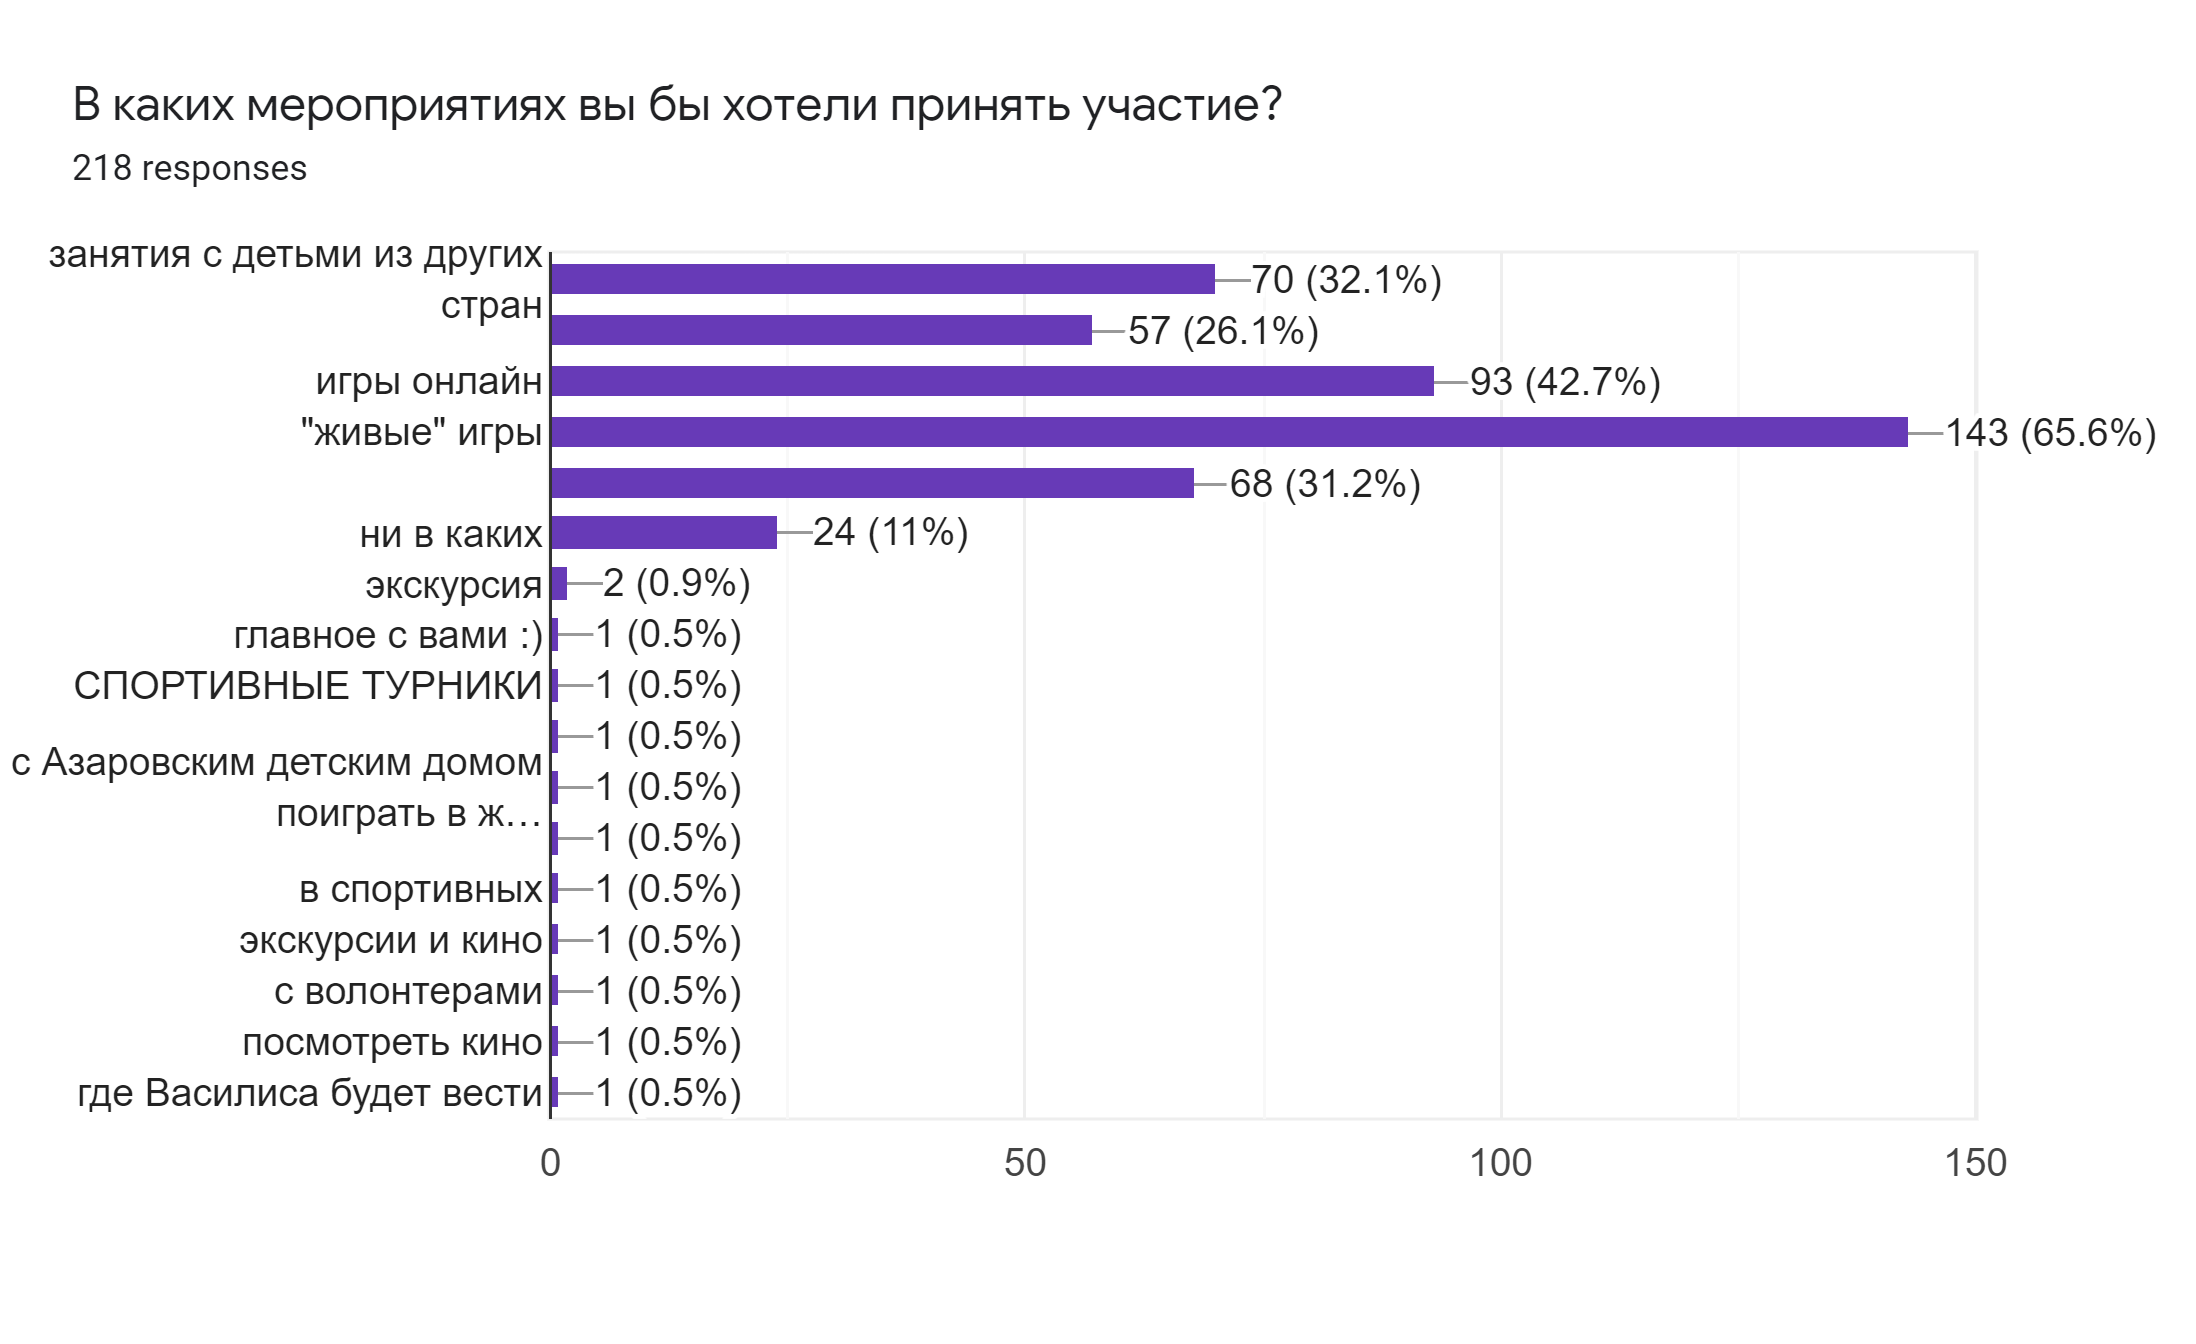 В каких мероприятиях вы бы хотели принять участие?
218 responses
занятия с детьми из других
стран
70 (32.1%)
57 (26.1%)
игры онлайн
93 (42.7%)
"живые" игры
143 (65.6%)
68 (31.2%)
ни в каких
24 (11%)
экскурсия
2 (0.9%)
главное с вами :)
1 (0.5%)
СПОРТИВНЫЕ ТУРНИКИ
1 (0.5%)
1 (0.5%)
с Азаровским детским домом
поиграть в ж…
1 (0.5%)
1 (0.5%)
в спортивных
1 (0.5%)
экскурсии и кино
1 (0.5%)
с волонтерами
1 (0.5%)
посмотреть кино
1 (0.5%)
где Василиса будет вести
1 (0.5%)
0 50 100 150